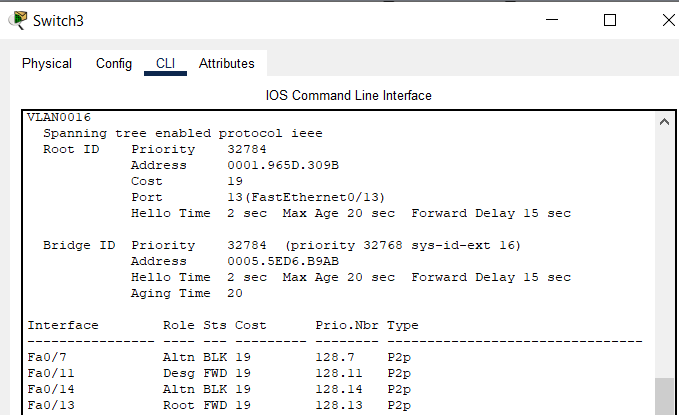 Switch3
Physical Config CLI Attributes
IOS Command Line Interface
VLAN0016
Spanning tree enabled protocol ieee
Root ID Priority 32784
Address 0001.965D.309B
Cost 19
Port 13(FastEthernet0/13)
Hello Time 2 sec Max Age 20 sec Forward Delay 15 sec
Bridge ID Priority 32784 (priority 32768 sys-id-ext 16)
Address 0005.5ED6.B9AB
Hello Time 2 sec Max Age 20 sec Forward Delay 15 sec
Aging Time 20
Interface Role Sts Cost Prio.Nbr Type
---------------- ---- --- --------- -------- --------------------------------
Fa0/7 Altn BLK 19 128.7 P2p
Fa0/11 Desg FWD 19 128.11 P2p
Fa0/14 Altn BLK 19 128.14 P2p
Fa0/13 Root FWD 19 128.13 P2p